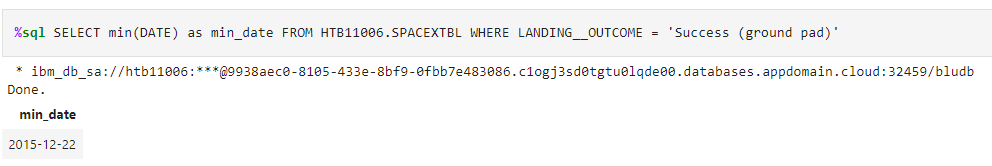 %sql SELECT min(DATE) as min_date FROM HTB11006.SPACEXTBL WHERE LANDING__OUTCOME = 'Success (ground pad)'
* ibm_db_sa://htb11006:***@9938aec0-8105-433e-8bf9-0fbb7e483086.c1ogj3sd0tgtu0lqde00.databases.appdomain.cloud:32459/bludb
Done.
min_date
2015-12-22